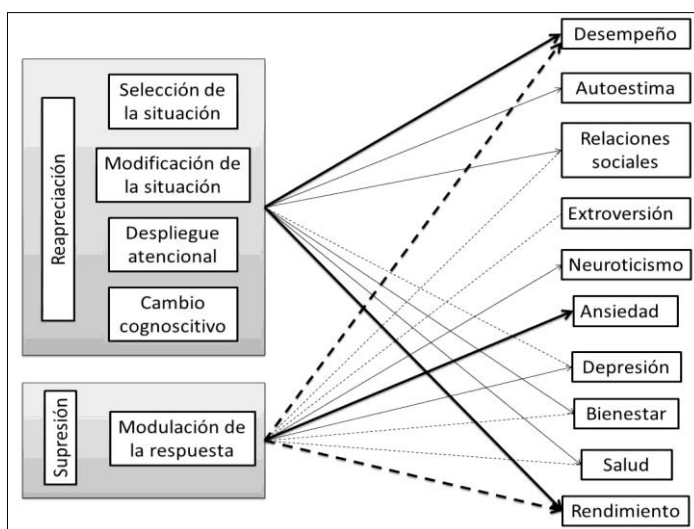 Reapreciación
Selección de
la situación
Modificación de
la situación
Despliegue
atencional
Cambio
cognoscitivo
Supresión
Modulación de
la respuesta
Desempeño
Autoestima
Relaciones
sociales
Extroversión
Neuroticismo
Ansiedad
Depresión
Bienestar
Salud
Rendimiento